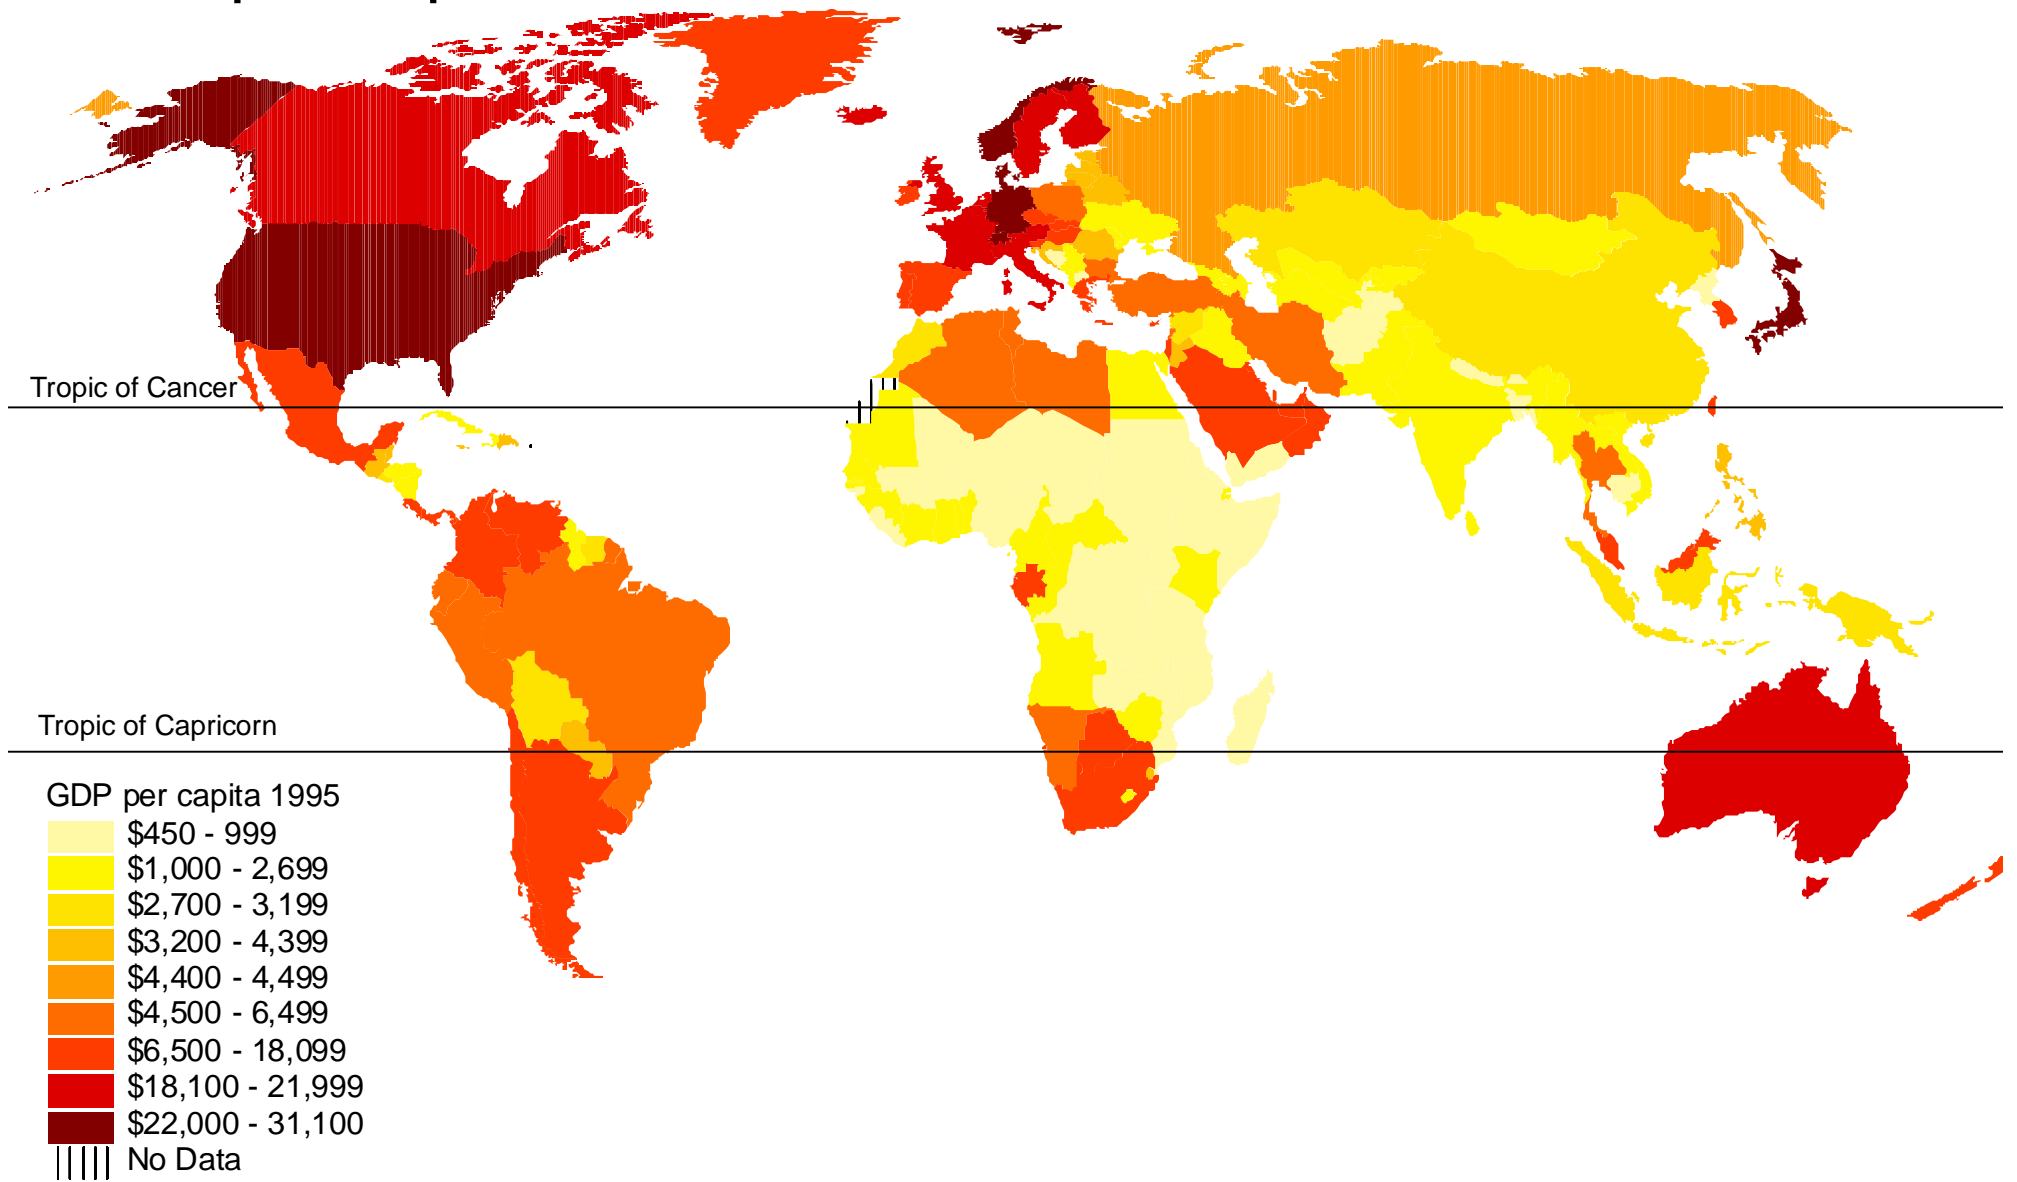 Tropic of Cancer
Tropic of Capricorn
GDP per capita 1995
$450 - 999
$1,000 - 2,699
$2,700 - 3,199
$3,200 - 4,399
$4,400 - 4,499
$4,500 - 6,499
$6,500 - 18,099
$18,100 - 21,999
$22,000 - 31,100
No Data